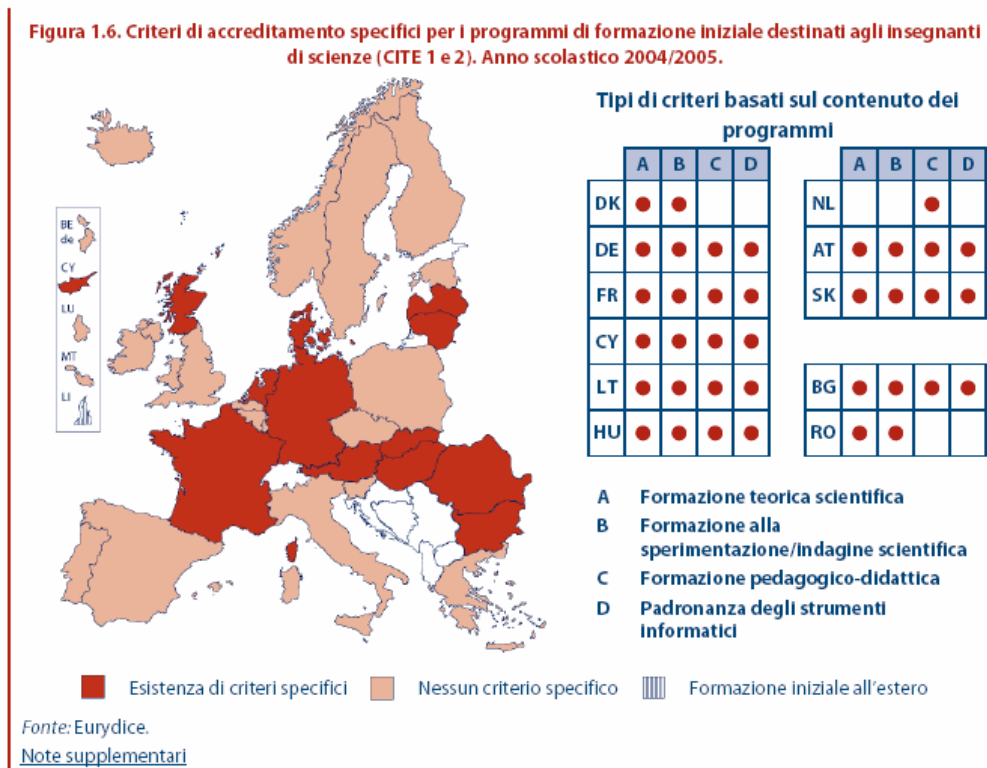 Figura 1.6. Criteri di accreditamento specifici per i programmi di formazione iniziale destinati agli insegnanti
di scienze (CITE 1 e 2). Anno scolastico 2004/2005.
BE
de
CY
LU
MT
LI
Tipi di criteri basati sul contenuto dei
programmi
A B C D
DK
DE
FR
CY
LT
HU
A B C D
NL
AT
SK
BG
RO
A Formazione teorica scientifica
B Formazione alla
sperimentazione/indagine scientifica
C Formazione pedagogico-didattica
D Padronanza degli strumenti
informatici
Esistenza di criteri specifici Nessun criterio specifico Formazione iniziale all'estero
Fonte: Eurydice.
Note supplementari